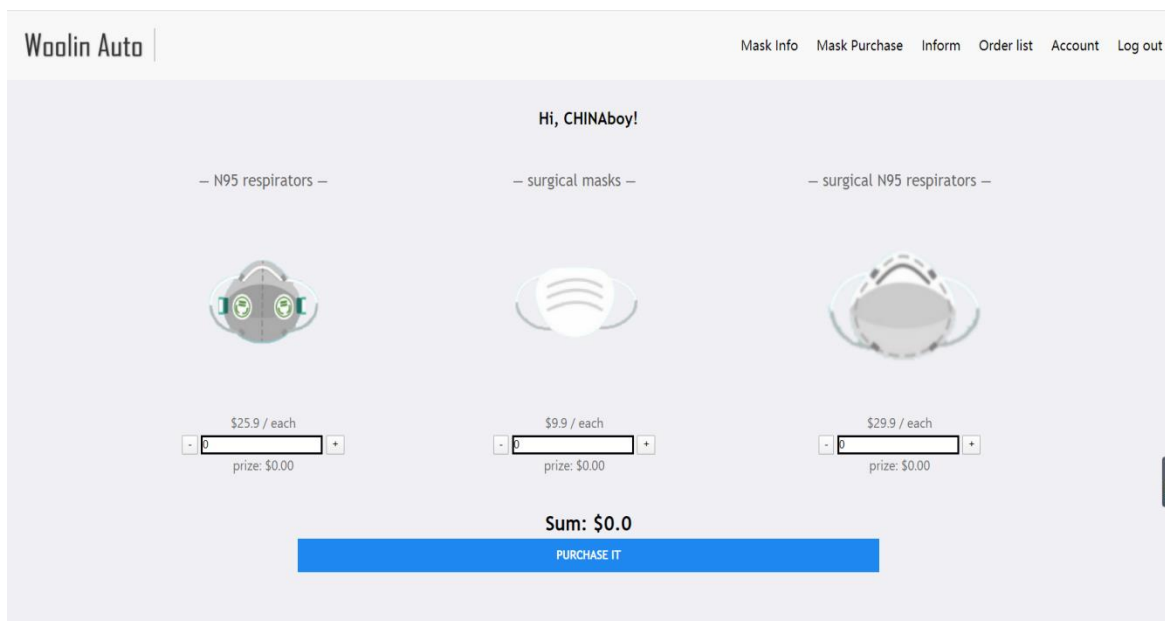 Woolin Auto
Mask Info Mask Purchase Inform Order list Account Log out
Hi, CHINAboy!
— N95 respirators —
— surgical masks —
— surgical N95 respirators —
$25.9 / each
- 0 +
prize: $0.00
$9.9 / each
- 0 +
prize: $0.00
$29.9 / each
- 0 +
prize: $0.00
Sum: $0.0
PURCHASE IT